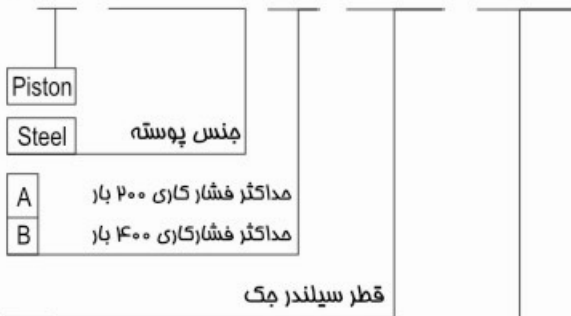 Piston
Steel جنس پوسته
A حداکثر فشار کاری ۲۰۰ بار
B حداکثر فشارکاری ۴۰۰ بار
قطر سیلندر جک